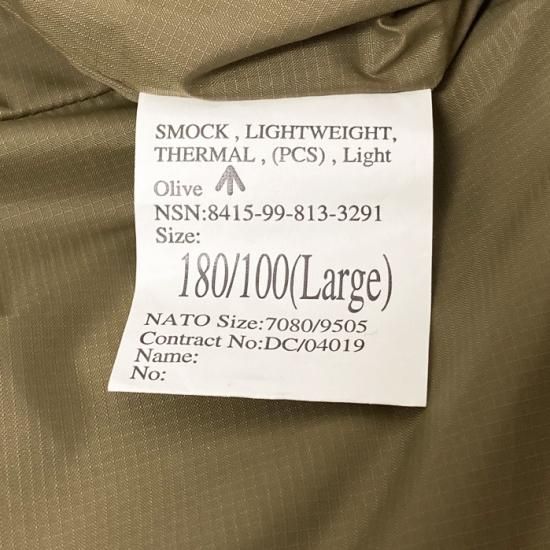 SMOCK , LIGHTWEIGHT,
THERMAL , (PCS) , Light
Olive
NSN:8415-99-813-3291
Size:
180/100(Large)
NATO Size:7080/9505
Contract No:DC/04019
Name:
No: